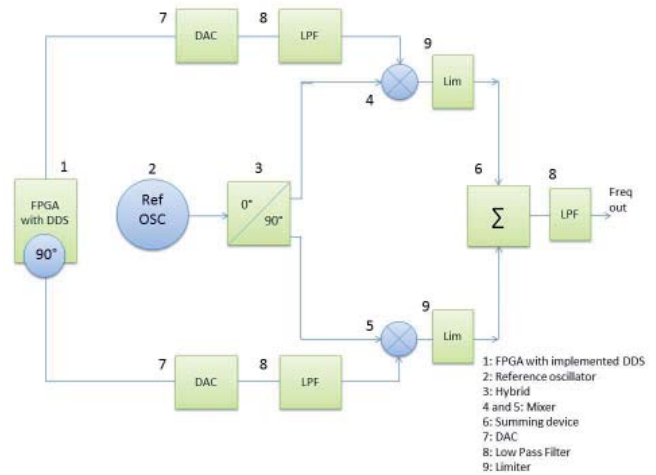 7
DAC
8
LPF
9
4
Lim
1
FPGA
with DDS
90°
2
Ref
OSC
3
0°
90°
6
Σ
8
LPF
Freq
out
5
9
Lim
7
DAC
8
LPF
1: FPGA with implemented DDS
2: Reference oscillator
3: Hybrid
4 and 5: Mixer
6: Summing device
7: DAC
8: Low Pass Filter
9: Limiter